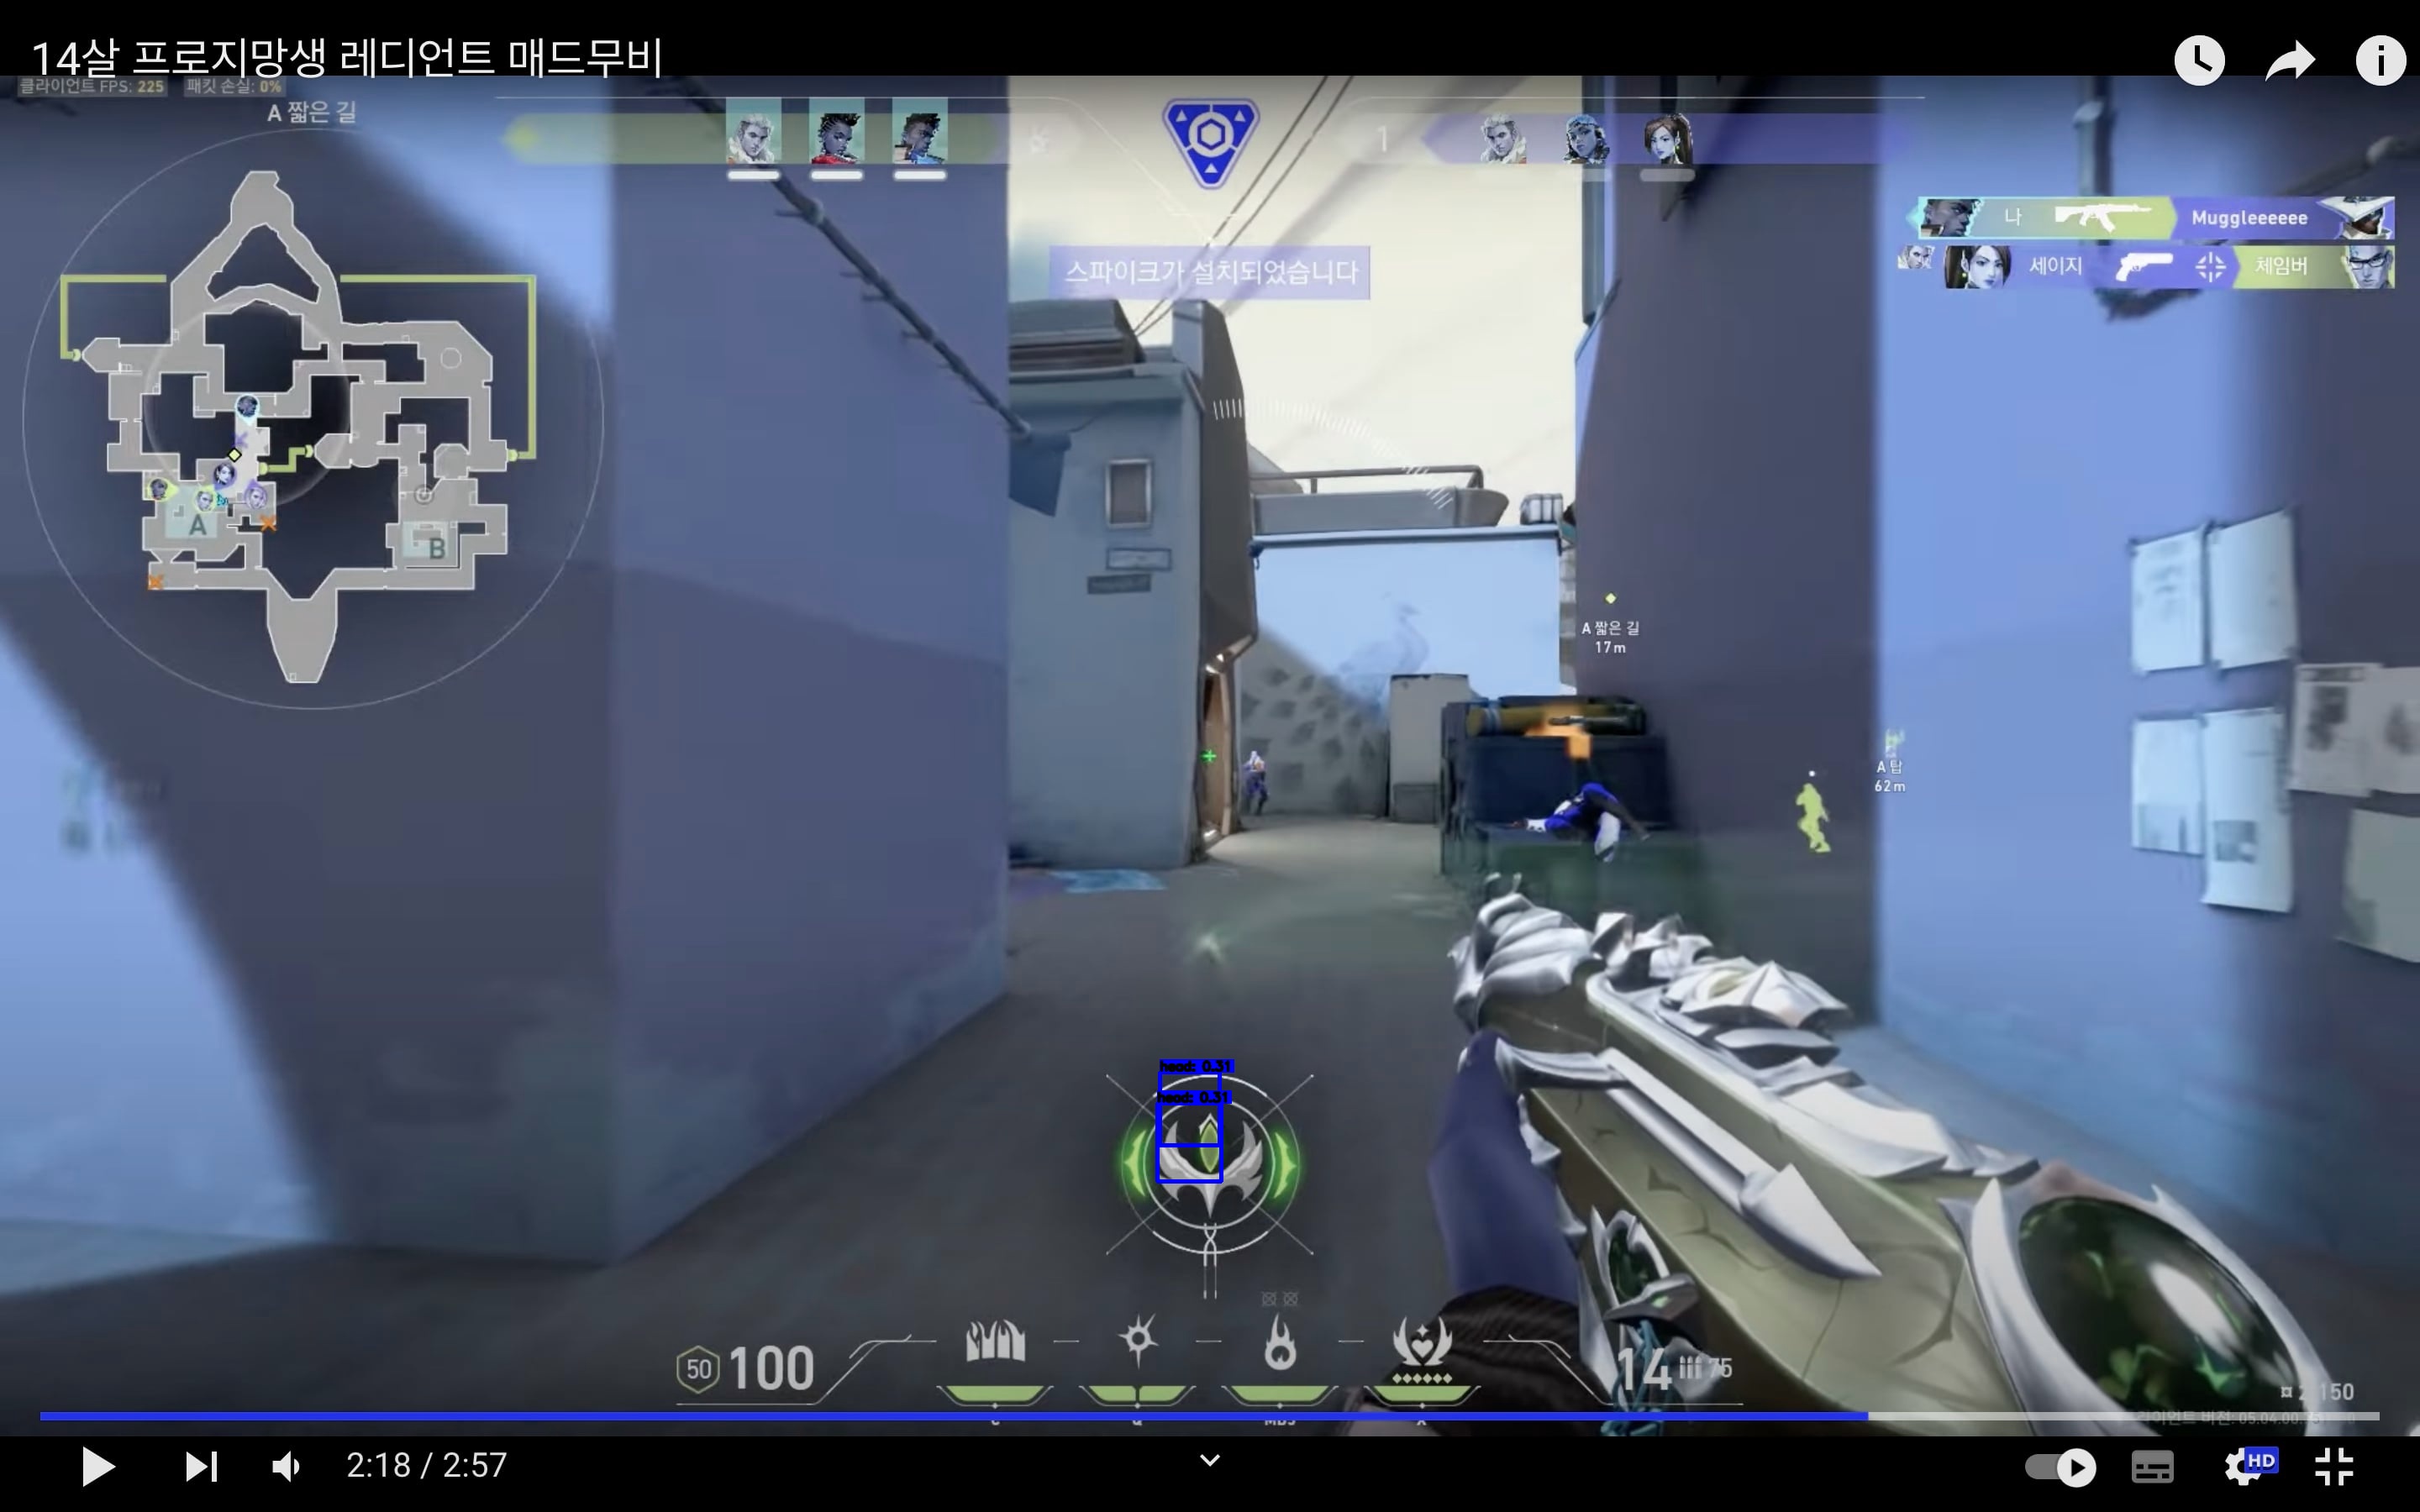 14살 프로지망생 레디언트 매드무비
클라이언트 FPS: 225 패킷 손실: 0%
A 짧은 길
1
나 Muggleeeeee
세이지 체임버
스파이크가 설치되었습니다
A
B
A 짧은 길
17m
A 탑
62m
head: 0.31
head: 0.31
50 100
14 75
150
C Q X
2:18 / 2:57
HD